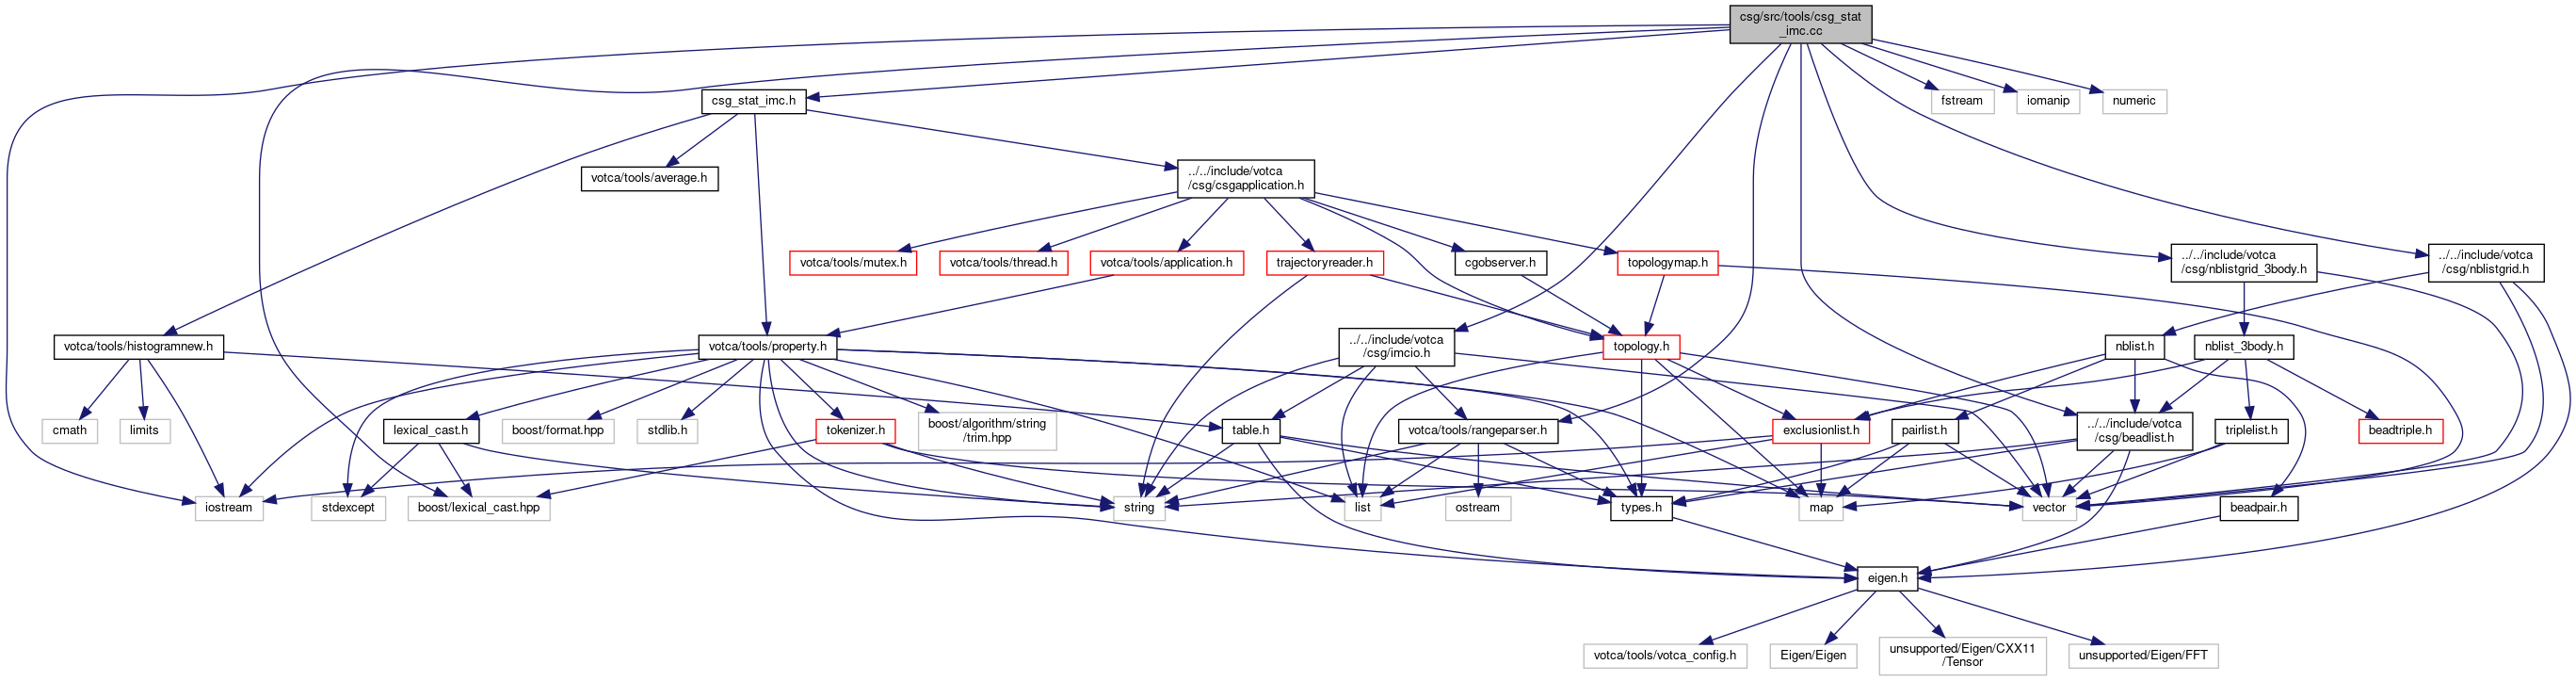 csg/src/tools/csg_stat
_imc.cc
csg_stat_imc.h
fstream
iomanip
numeric
votca/tools/average.h
../../include/votca
/csg/csgapplication.h
votca/tools/mutex.h
votca/tools/thread.h
votca/tools/application.h
trajectoryreader.h
cgobserver.h
topologymap.h
../../include/votca
/csg/nblistgrid_3body.h
../../include/votca
/csg/nblistgrid.h
votca/tools/histogramnew.h
votca/tools/property.h
../../include/votca
/csg/imcio.h
topology.h
nblist.h
nblist_3body.h
cmath
limits
lexical_cast.h
boost/format.hpp
stdlib.h
tokenizer.h
boost/algorithm/string
/trim.hpp
table.h
votca/tools/rangeparser.h
exclusionlist.h
pairlist.h
../../include/votca
/csg/beadlist.h
triplelist.h
beadtriple.h
iostream
stdexcept
boost/lexical_cast.hpp
string
list
ostream
types.h
map
vector
beadpair.h
eigen.h
votca/tools/votca_config.h
Eigen/Eigen
unsupported/Eigen/CXX11
/Tensor
unsupported/Eigen/FFT